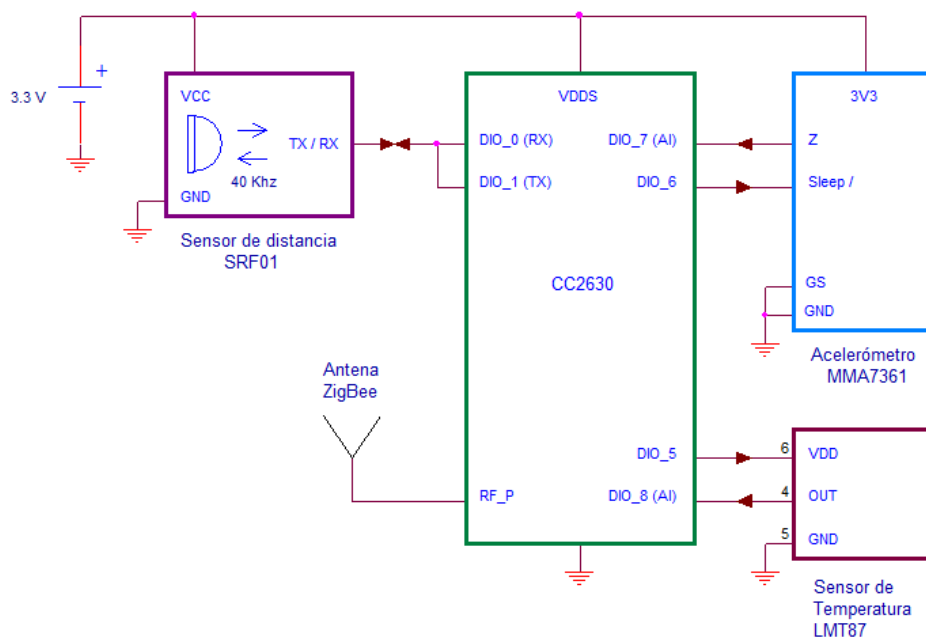 3.3 V
+
VCC
TX / RX
40 Khz
GND
Sensor de distancia
SRF01
VDDS
DIO_0 (RX)
DIO_1 (TX)
DIO_7 (AI)
DIO_6
CC2630
DIO_5
DIO_8 (AI)
RF_P
Antena
ZigBee
3V3
Z
Sleep /
GS
GND
Acelerómetro
MMA7361
6
VDD
4
OUT
5
GND
Sensor de
Temperatura
LMT87